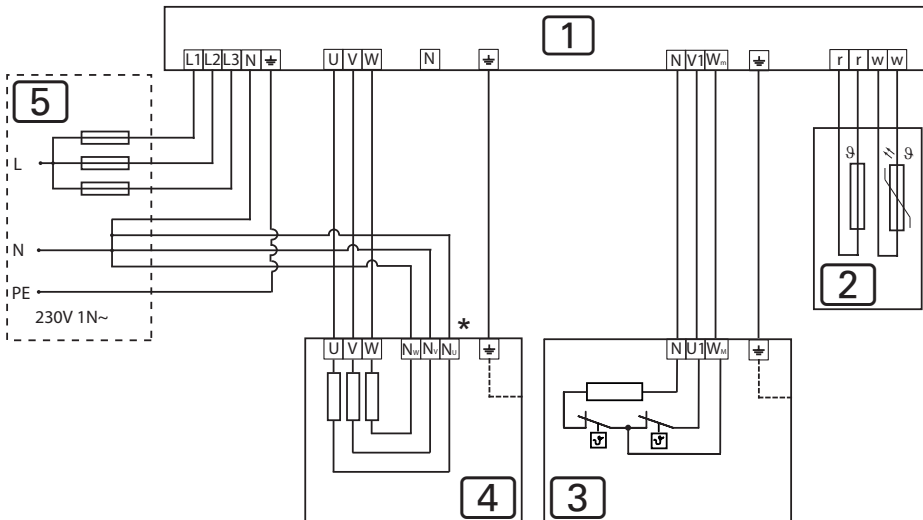 1
L1 L2 L3 N
U V W
N
N V1 Wm
r r w w
5
L
N
PE
230V 1N~
ϑ
ϑ
2
*
U V W NW NV NU
N U1 WM
ϑ ϑ
4
3